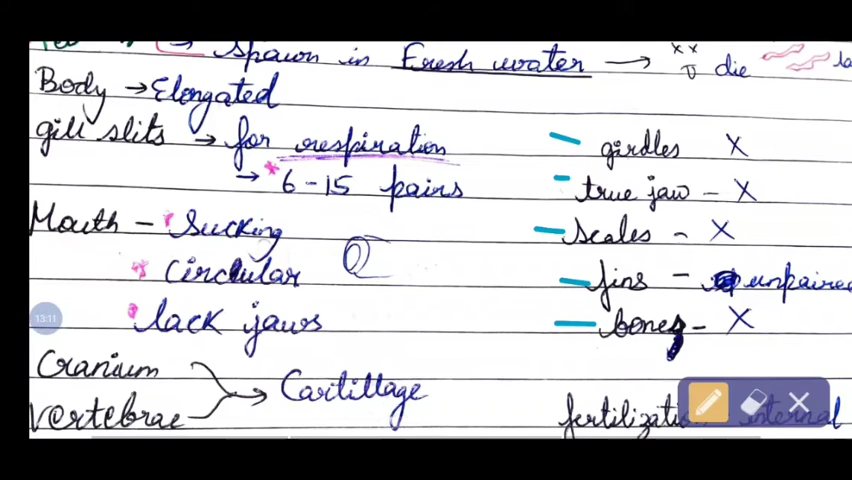 → Spawn in Fresh water → die
Body → Elongated
gill slits → for respiration
→ * 6-15 pairs
Mouth - * Sucking
* Circular
* lack jaws
Cranium
Vertebrae
→ Cartillage
- girdles X
- true jaw - X
- Scales - X
- fins - unpaired
- bones - X
fertilization internal
13:11